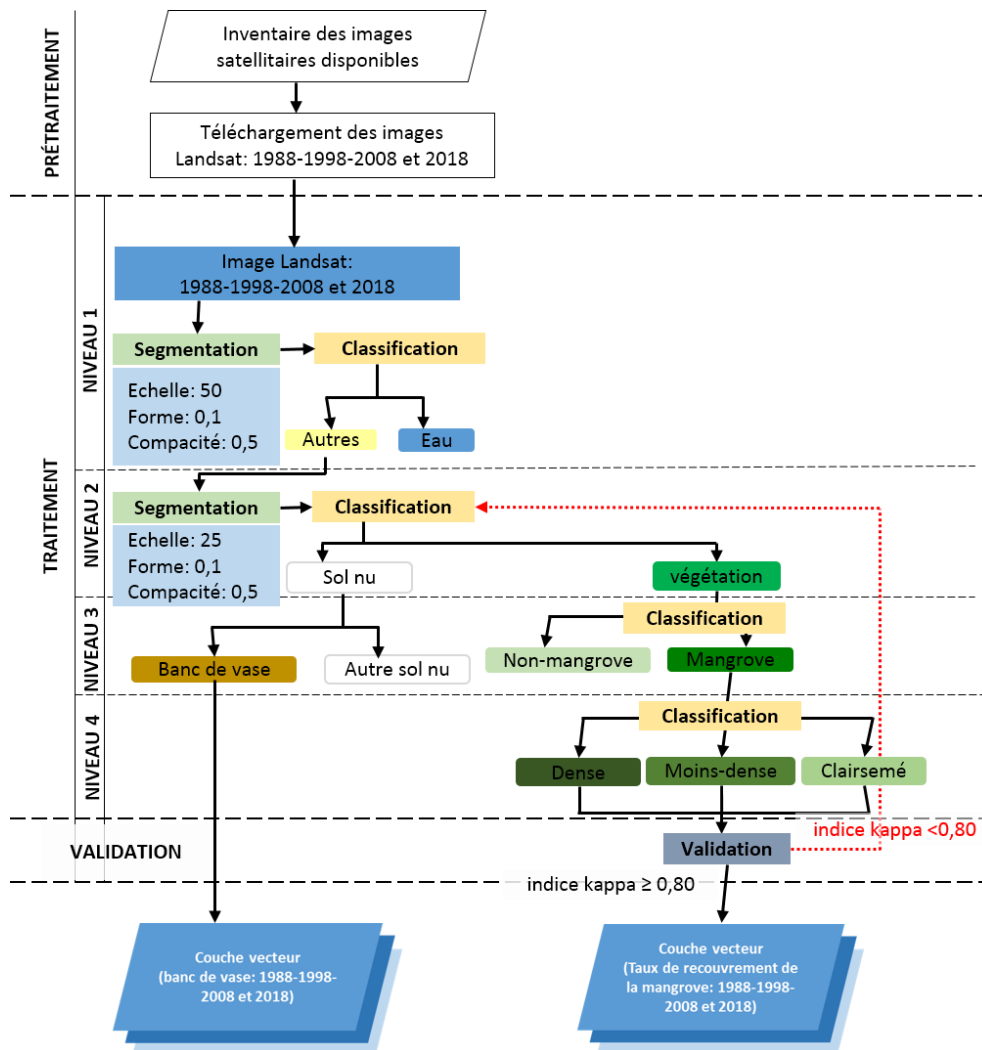 PRÉTRAITEMENT
Inventaire des images
satellitaires disponibles
Téléchargement des images
Landsat: 1988-1998-2008 et 2018
TRAITEMENT
NIVEAU 1
Image Landsat:
1988-1998-2008 et 2018
Segmentation
Classification
Echelle: 50
Forme: 0,1
Compacité: 0,5
Autres
Eau
NIVEAU 2
Segmentation
Classification
Echelle: 25
Forme: 0,1
Compacité: 0,5
Sol nu
végétation
NIVEAU 3
Classification
Banc de vase
Autre sol nu
Non-mangrove
Mangrove
NIVEAU 4
Classification
Dense
Moins-dense
Clairsemé
indice kappa <0,80
VALIDATION
Validation
indice kappa ≥ 0,80
Couche vecteur
(banc de vase: 1988-1998-
2008 et 2018)
Couche vecteur
(Taux de recouvrement de
la mangrove: 1988-1998-
2008 et 2018)